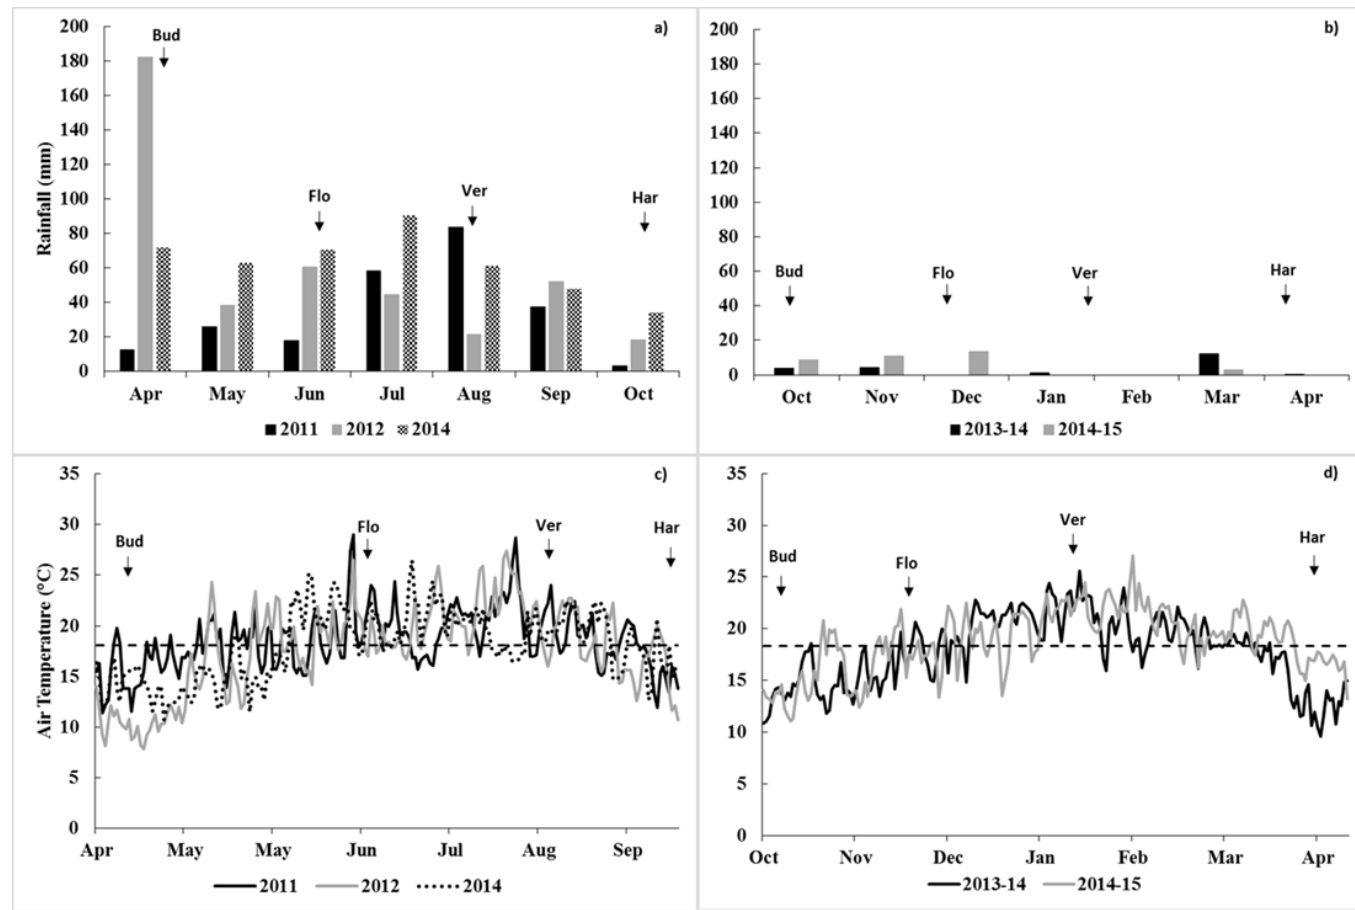 a)
200
180
160
140
120
100
80
60
40
20
0
Rainfall (mm)
Bud
Flo
Ver
Har
Apr May Jun Jul Aug Sep Oct
2011 2012 2014
b)
200
180
160
140
120
100
80
60
40
20
0
Bud
Flo
Ver
Har
Oct Nov Dec Jan Feb Mar Apr
2013-14 2014-15
c)
35
30
25
20
15
10
5
0
Air Temperature (°C)
Bud
Flo
Ver
Har
Apr May May Jun Jul Aug Sep
2011 2012 2014
d)
35
30
25
20
15
10
5
0
Bud
Flo
Ver
Har
Oct Nov Dec Jan Feb Mar Apr
2013-14 2014-15